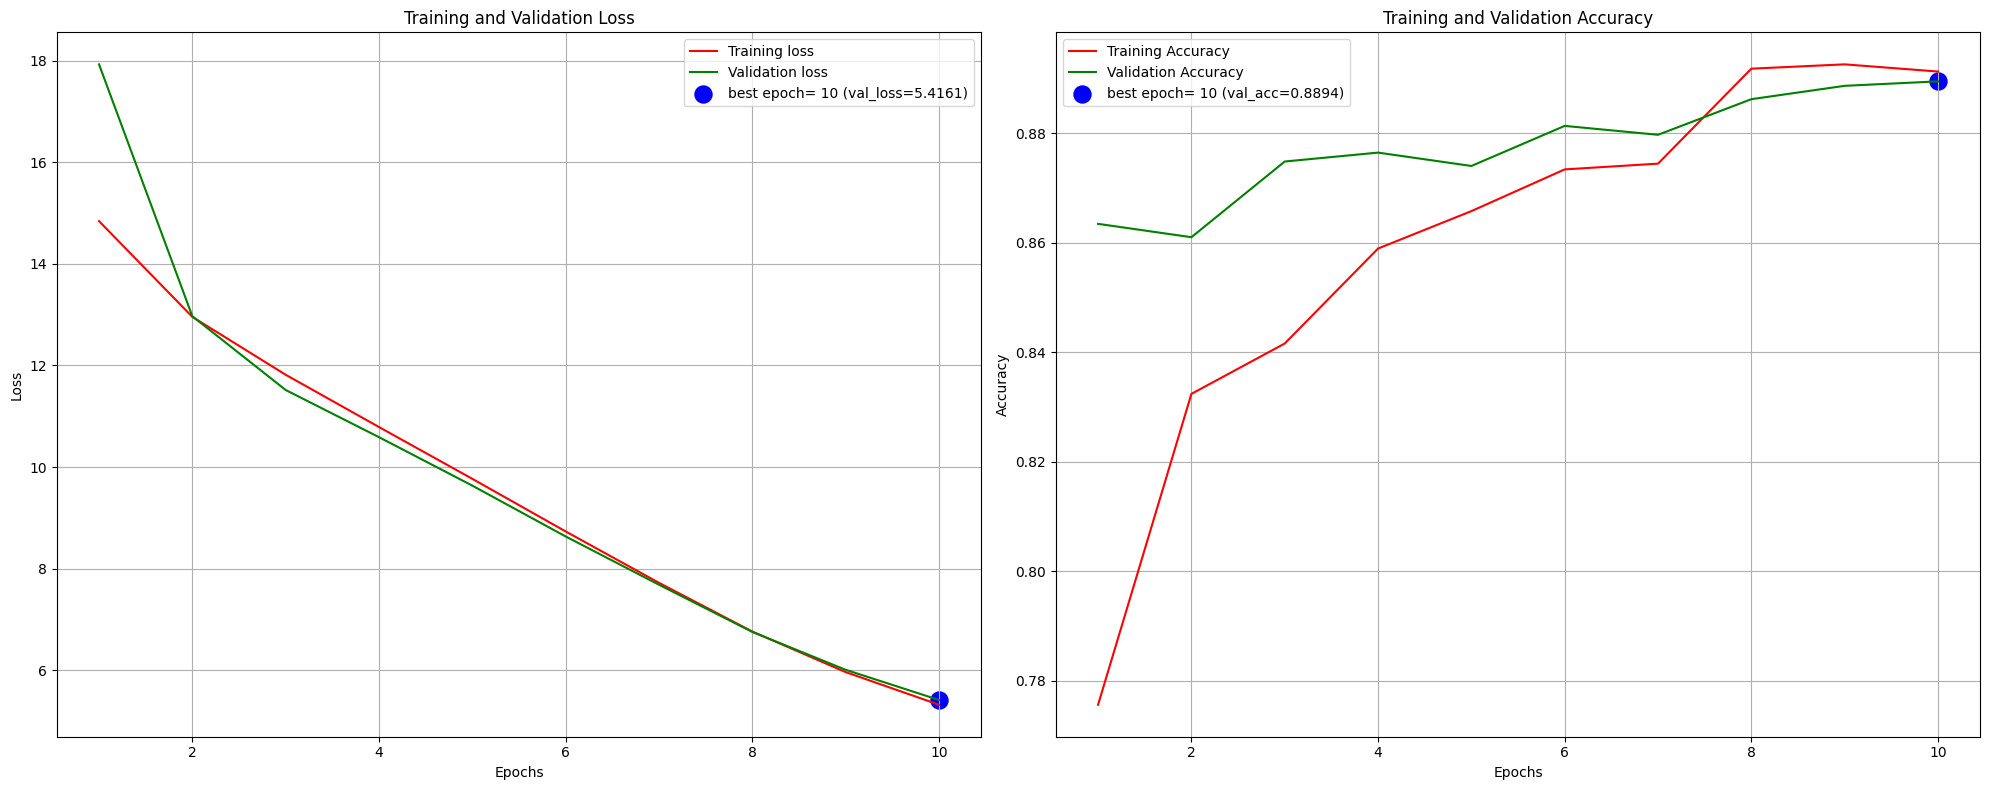 Training and Validation Loss
Training loss
Validation loss
best epoch= 10 (val_loss=5.4161)
18
16
14
12
10
8
6
Loss
2
4
6
8
10
Epochs
Training and Validation Accuracy
Training Accuracy
Validation Accuracy
best epoch= 10 (val_acc=0.8894)
0.88
0.86
0.84
0.82
0.80
0.78
Accuracy
2
4
6
8
10
Epochs